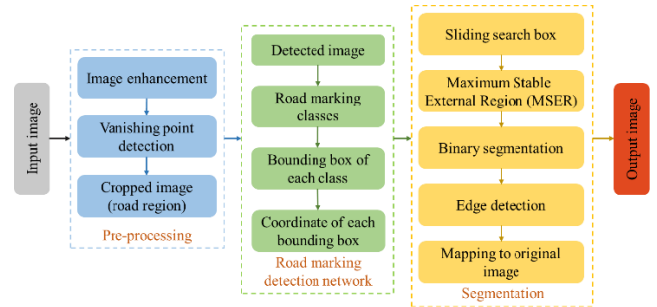 Input image
Image enhancement
Vanishing point
detection
Cropped image
(road region)
Pre-processing
Detected image
Road marking
classes
Bounding box of
each class
Coordinate of each
bounding box
Road marking
detection network
Sliding search box
Maximum Stable
External Region (MSER)
Binary segmentation
Edge detection
Mapping to original
image
Segmentation
Output image